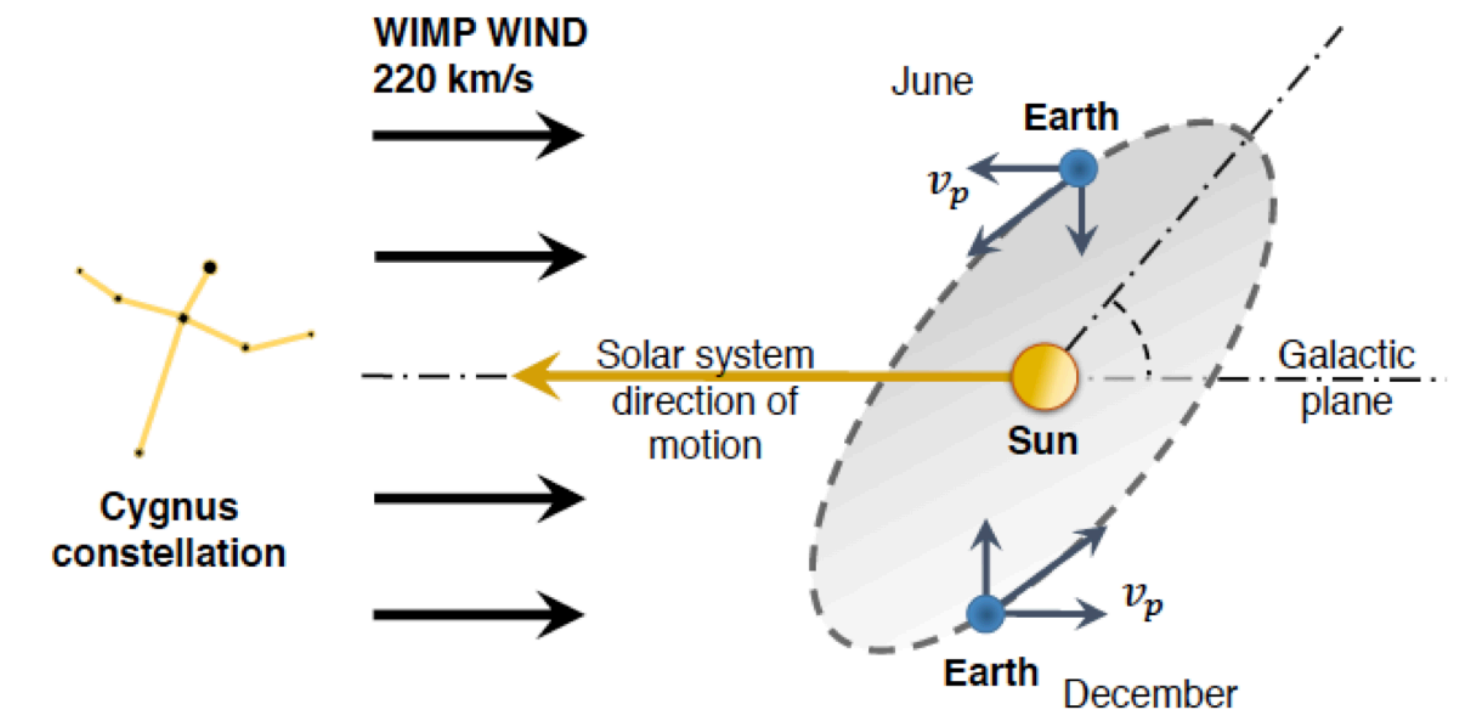 WIMP WIND
220 km/s
June
Earth
v_p
Solar system
direction of
motion
Galactic
plane
Sun
Cygnus
constellation
v_p
Earth
December